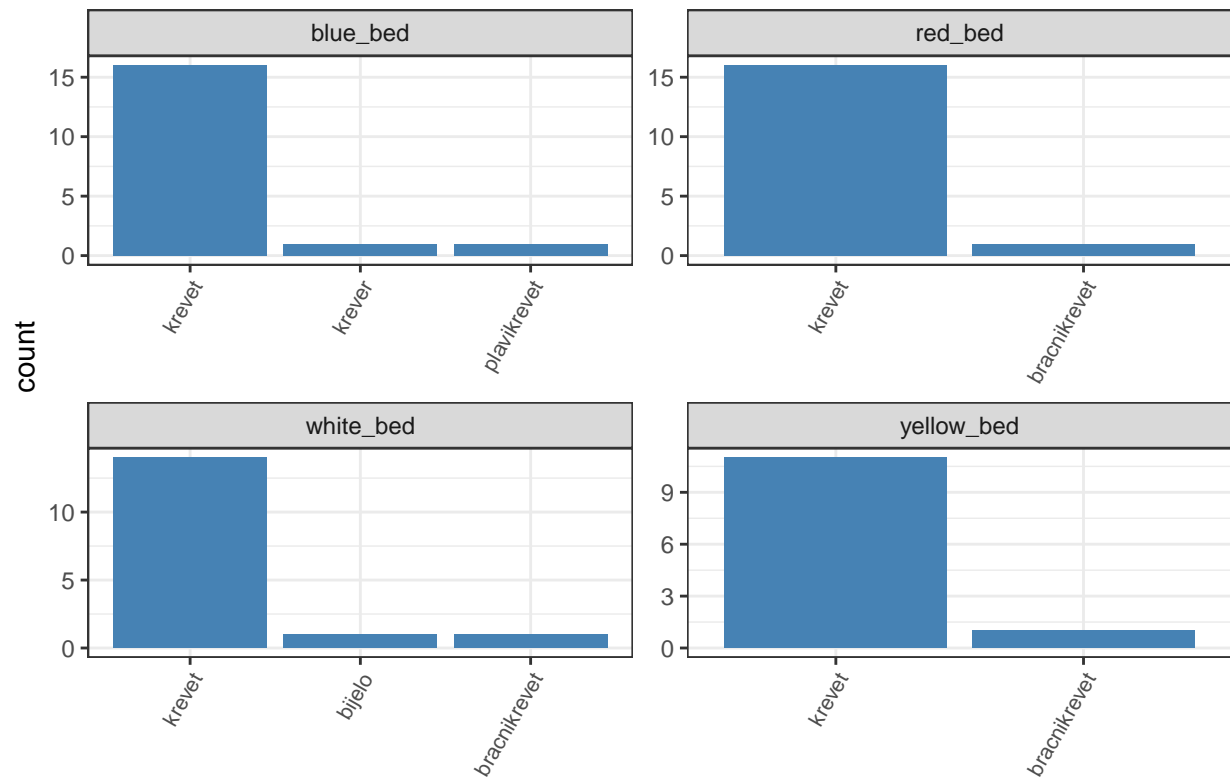 blue_bed
red_bed
15
10
5
0
15
10
5
0
krevet
krever
plavikrevet
krevet
bracnikrevet
count
white_bed
yellow_bed
10
5
0
9
6
3
0
krevet
bijelo
bracnikrevet
krevet
bracnikrevet